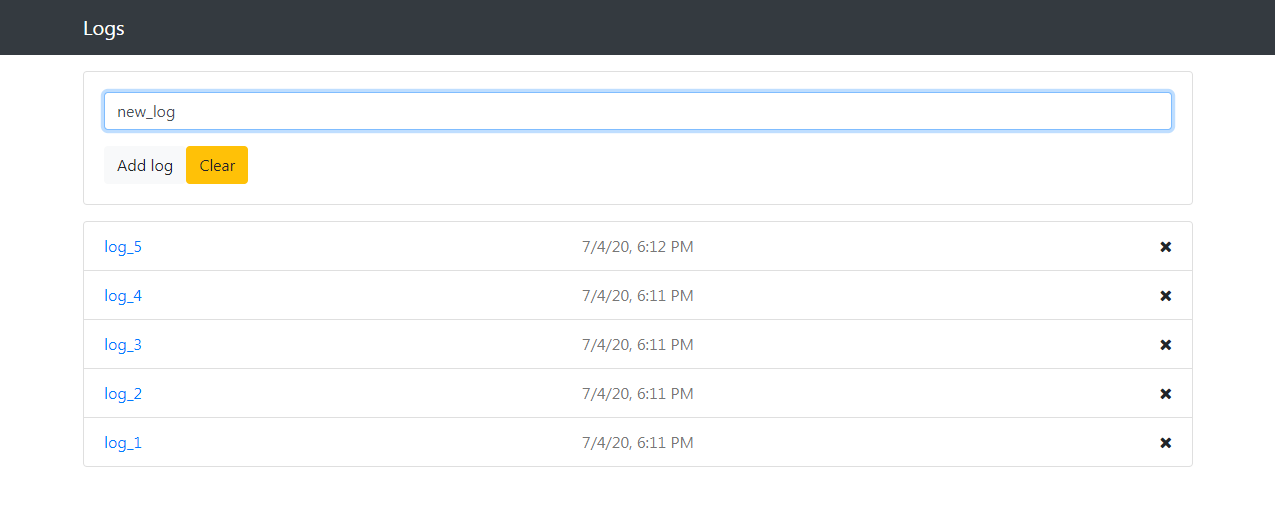 Logs
new_log
Add log Clear
log_5 7/4/20, 6:12 PM
log_4 7/4/20, 6:11 PM
log_3 7/4/20, 6:11 PM
log_2 7/4/20, 6:11 PM
log_1 7/4/20, 6:11 PM